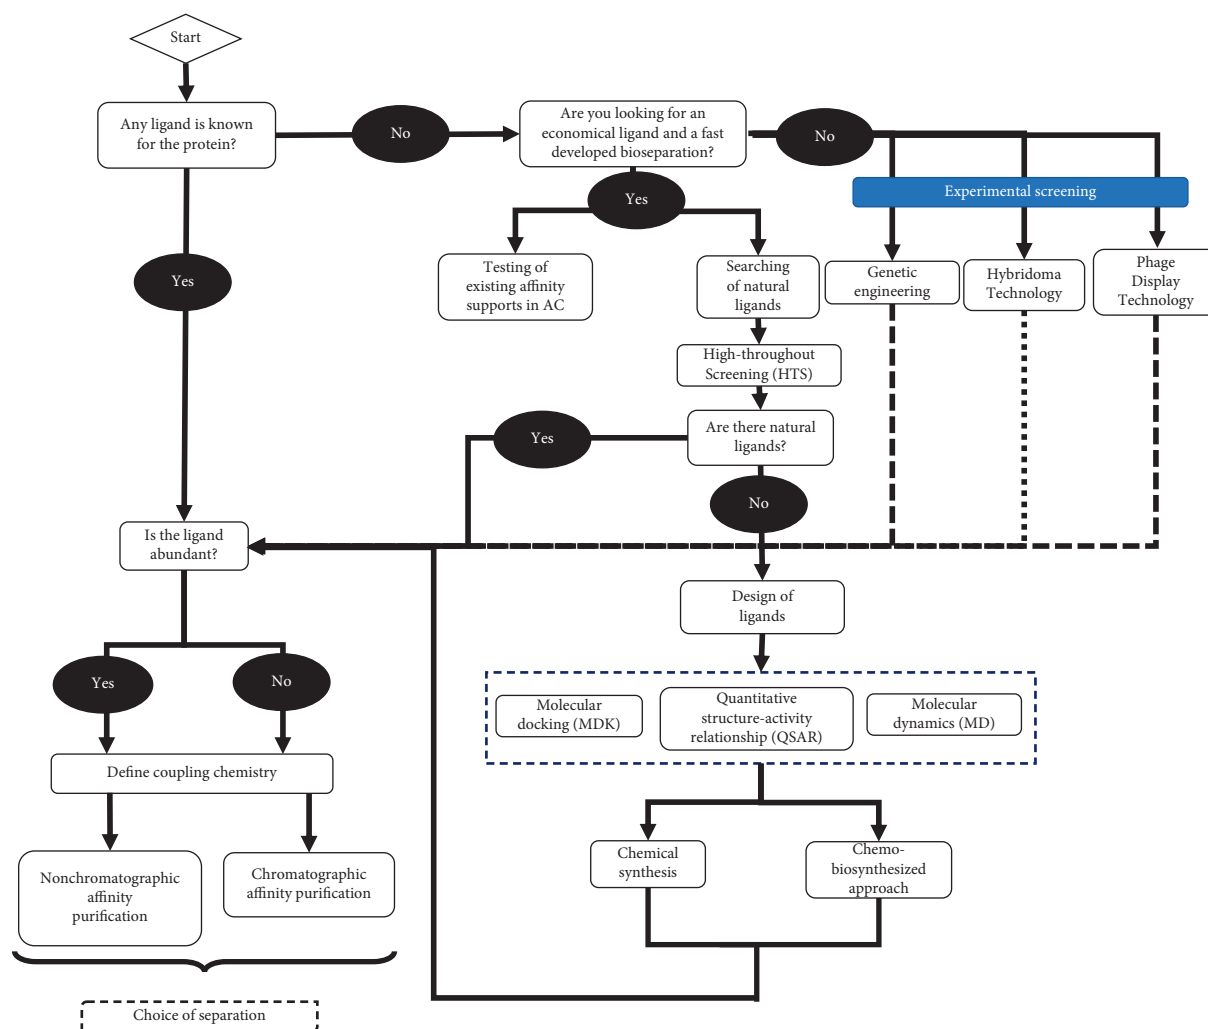 Start
Any ligand is known
for the protein?
No
Are you looking for an
economical ligand and a fast
developed bioseparation?
No
Experimental screening
Yes
Yes
Testing of
existing affinity
supports in AC
Searching
of natural
ligands
Genetic
engineering
Hybridoma
Technology
Phage
Display
Technology
High-throughout
Screening (HTS)
Yes
Are there natural
ligands?
No
Is the ligand
abundant?
Design of
ligands
Yes
No
Molecular
docking (MDK)
Quantitative
structure-activity
relationship (QSAR)
Molecular
dynamics (MD)
Define coupling chemistry
Chemical
synthesis
Chemo-
biosynthesized
approach
Nonchromatographic
affinity
purification
Chromatographic
affinity purification
Choice of separation